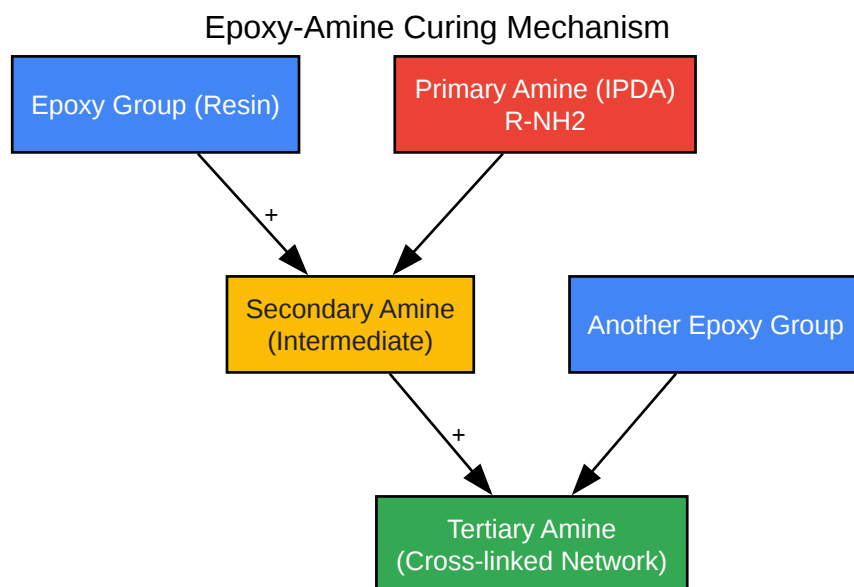 Epoxy-Amine Curing Mechanism
Epoxy Group (Resin)
Primary Amine (IPDA)
R-NH2
+
Secondary Amine
(Intermediate)
Another Epoxy Group
+
Tertiary Amine
(Cross-linked Network)